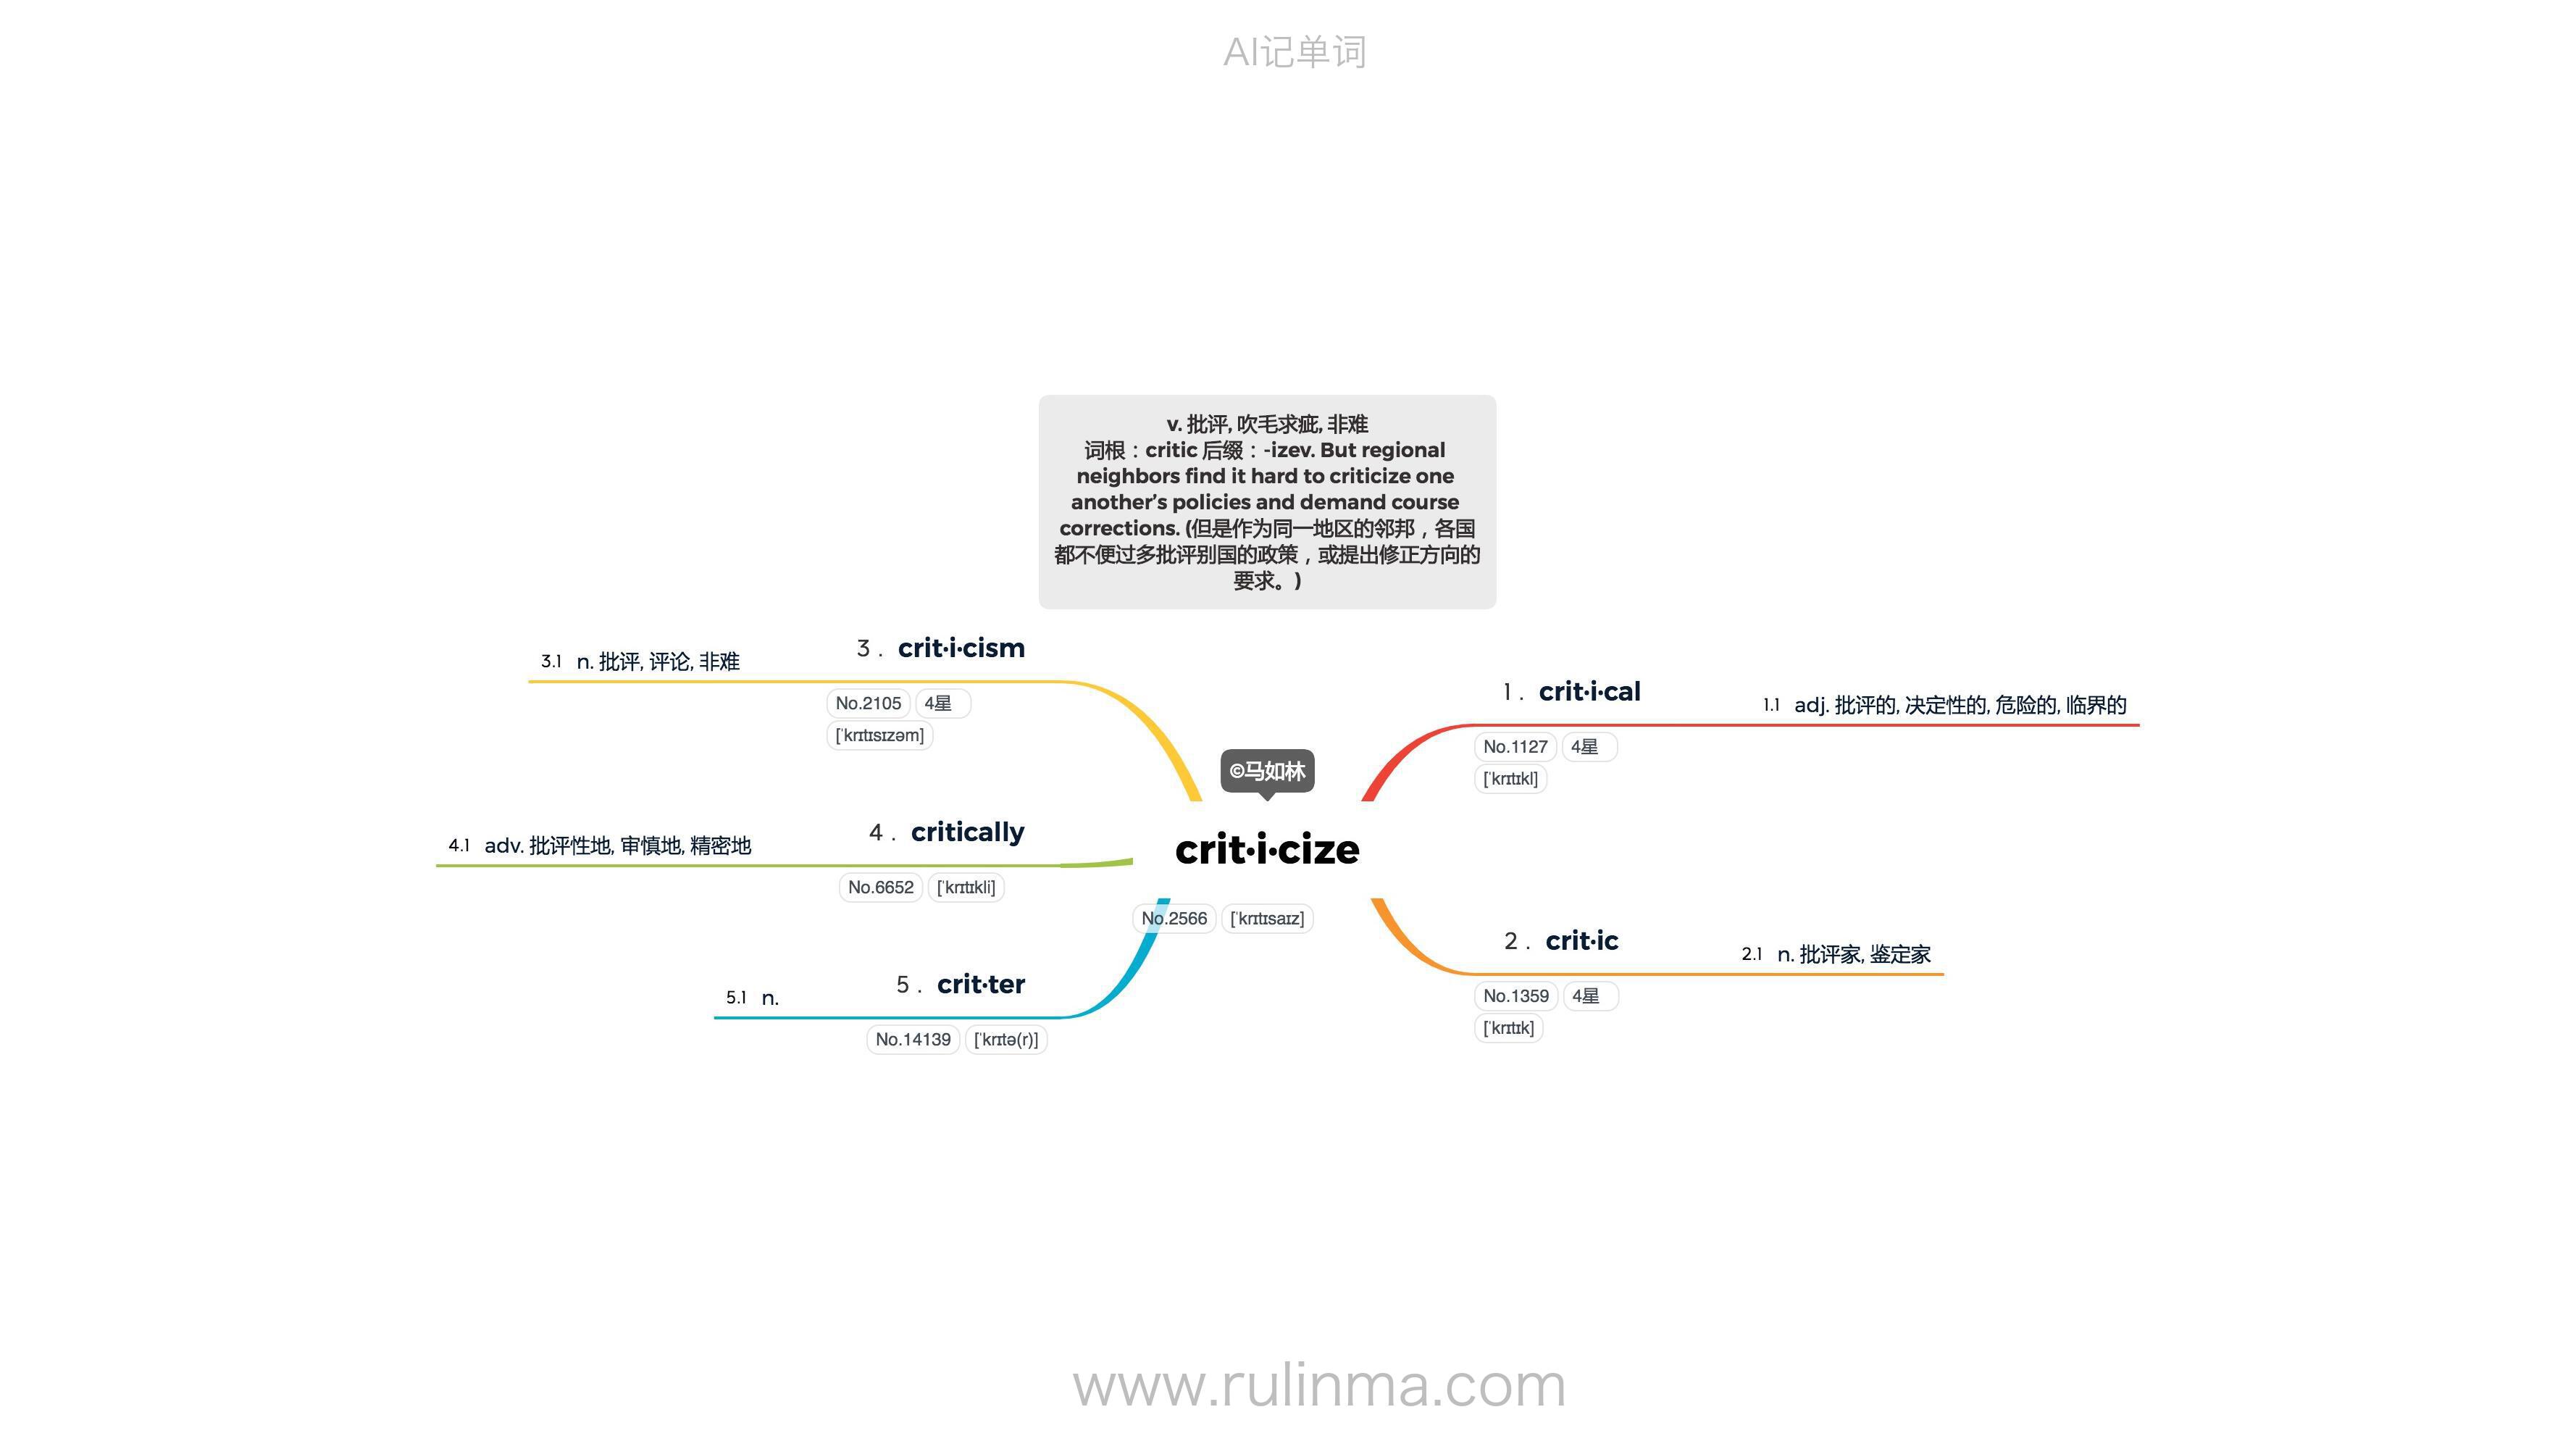 AI记单词
v. 批评, 吹毛求疵, 非难
词根：critic 后缀：-izev. But regional
neighbors find it hard to criticize one
another’s policies and demand course
corrections. (但是作为同一地区的邻邦，各国
都不便过多批评别国的政策，或提出修正方向的
要求。)
©马如林
crit·i·cize
No.2566 [ˈkrɪtɪsaɪz]
1 . crit·i·cal
No.1127 4星
[ˈkrɪtɪkl]
1.1 adj. 批评的, 决定性的, 危险的, 临界的
2 . crit·ic
No.1359 4星
[ˈkrɪtɪk]
2.1 n. 批评家, 鉴定家
3 . crit·i·cism
No.2105 4星
[ˈkrɪtɪsɪzəm]
3.1 n. 批评, 评论, 非难
4 . critically
No.6652 [ˈkrɪtɪkli]
4.1 adv. 批评性地, 审慎地, 精密地
5 . crit·ter
No.14139 [ˈkrɪtə(r)]
5.1 n.
www.rulinma.com